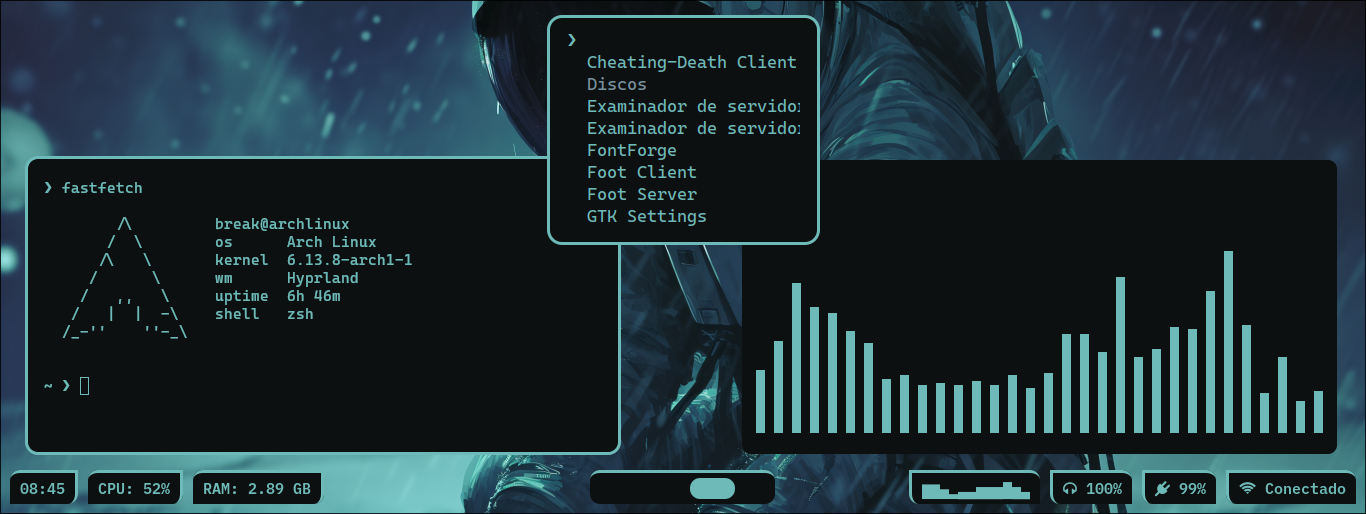 ❯
Cheating-Death Client
Discos
Examinador de
Examinador de
FontForge
Foot Client
Foot Server
GTK Settings
❯ fastfetch
break@archlinux
os Arch Linux
kernel 6.13.8-arch1-1
wm Hyprland
uptime 6h 46m
shell zsh
~ ❯
08:45 CPU: 52% RAM: 2.89 GB 100% 99% Conectado